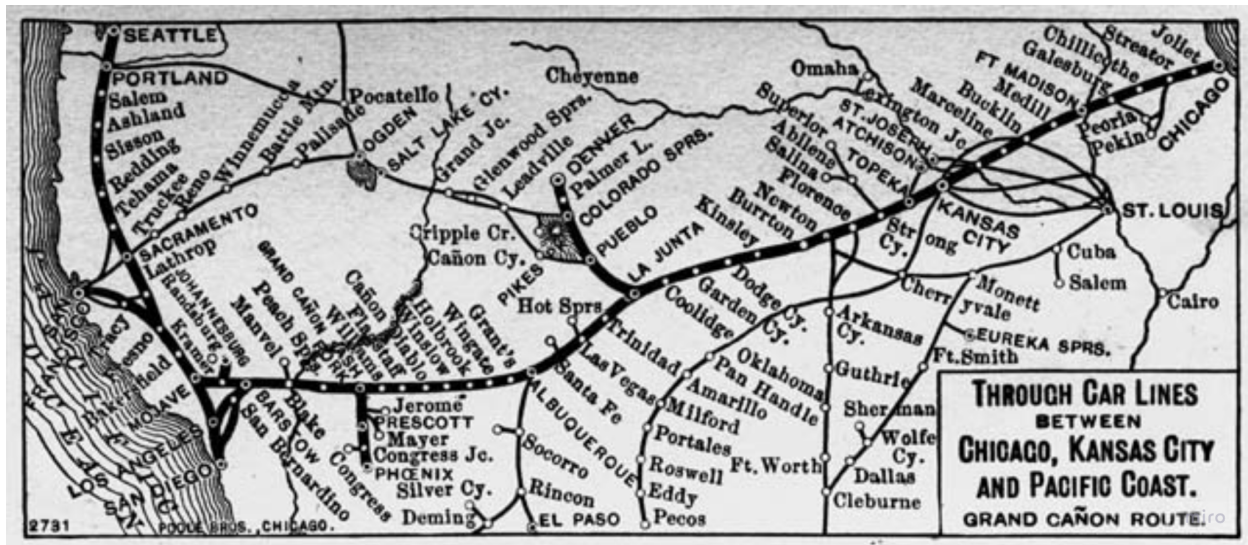 SEATTLE
PORTLAND
Salem
Ashland
Sisson
Redding
Tehama
Truckee
Reno
Winnemucca
Battle Mtn.
Palisade
Pocatello
OGDEN
SALT LAKE CY.
Grand Jc.
Glenwood Sprs.
Leadville
Cheyenne
DENVER
Palmer L.
COLORADO SPRS.
PUEBLO
Cripple Cr.
Cañon Cy.
PIKES
LA JUNTA
Omaha
Superior
Abilene
Salina
ST. JOSEPH
ATCHISON
TOPEKA
Lexington Jc.
Marceline
Bucklin
Medill
FT MADISON
Galesburg
Chillicothe
Streator
Joliet
Peoria
Pekin
CHICAGO
KANSAS
CITY
ST. LOUIS
Cuba
Salem
Cairo
Florence
Strong
Cy.
Newton
Burrton
Kinsley
Dodge Cy.
Garden Cy.
Coolidge
Cherryvale
Monett
EUREKA SPRS.
Ft. Smith
Arkansas
Cy.
Oklahoma
Guthrie
Pan Handle
Sherman
Wolfe
Cy.
Dallas
Ft. Worth
Cleburne
Hot Sprs
Trinidad
Las Vegas
Santa Fe
Amarillo
Milford
Portales
Roswell
Eddy
Pecos
ALBUQUERQUE
Socorro
Rincon
EL PASO
Silver Cy.
Deming
SACRAMENTO
Lathrop
SAN
FRANCISCO
Tracy
Fresno
Bakersfield
MOJAVE
Kramer
Randsburg
JOHANNESBURG
Manvel
Peach Sps.
GRAND CAÑON
ASH FORK
Williams
Flagstaff
Cañon Diablo
Winslow
Holbrook
Wingate
Grant's
Blake
BARSTOW
San Bernardino
LOS ANGELES
SAN DIEGO
Jerome
PRESCOTT
Mayer
Congress Jc.
Congress
PHOENIX
2731
POOLE BROS., CHICAGO.
THROUGH CAR LINES
BETWEEN
CHICAGO, KANSAS CITY
AND PACIFIC COAST.
GRAND CAÑON ROUTE.